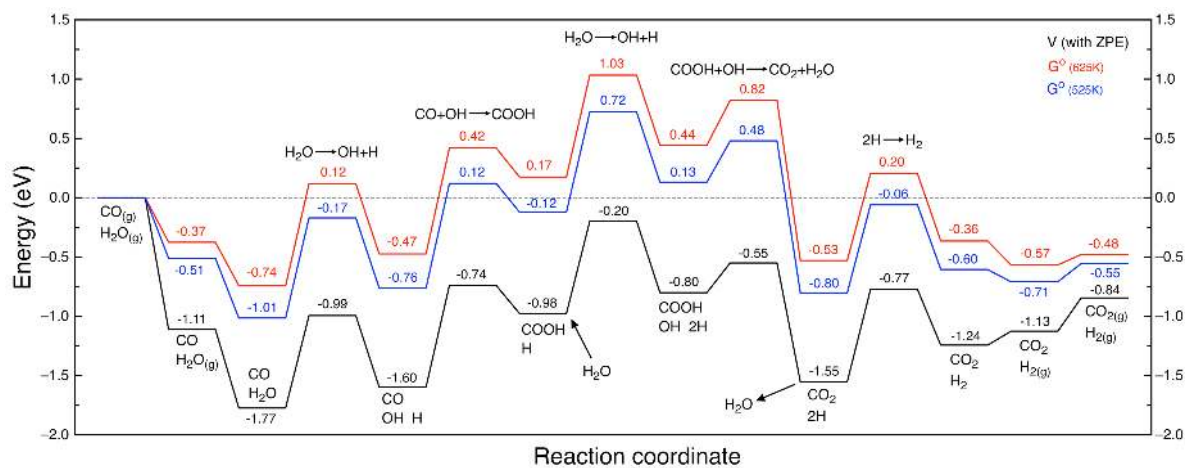 1.5
1.0
0.5
0.0
−0.5
−1.0
−1.5
−2.0
Energy (eV)
Reaction coordinate
1.5
1.0
0.5
0.0
−0.5
−1.0
−1.5
−2.0
V (with ZPE)
G⁰ (625K)
G⁰ (525K)
H₂O→OH+H
CO+OH→COOH
H₂O→OH+H
COOH+OH→CO₂+H₂O
2H→H₂
-0.37
-0.74
0.12
-0.47
0.42
0.17
1.03
0.44
0.82
-0.53
0.20
-0.36
-0.57
-0.48
-0.51
-1.01
-0.17
-0.76
0.12
-0.12
0.72
0.13
0.48
-0.80
-0.06
-0.60
-0.71
-0.55
-1.11
-1.77
-0.99
-1.60
-0.74
-0.98
-0.20
-0.80
-0.55
-1.55
-0.77
-1.24
-1.13
-0.84
CO(g)
H₂O(g)
CO
H₂O(g)
CO
H₂O
CO
OH H
COOH
H
H₂O
COOH
OH 2H
H₂O
CO₂
2H
CO₂
H₂
CO₂
H₂(g)
CO₂(g)
H₂(g)